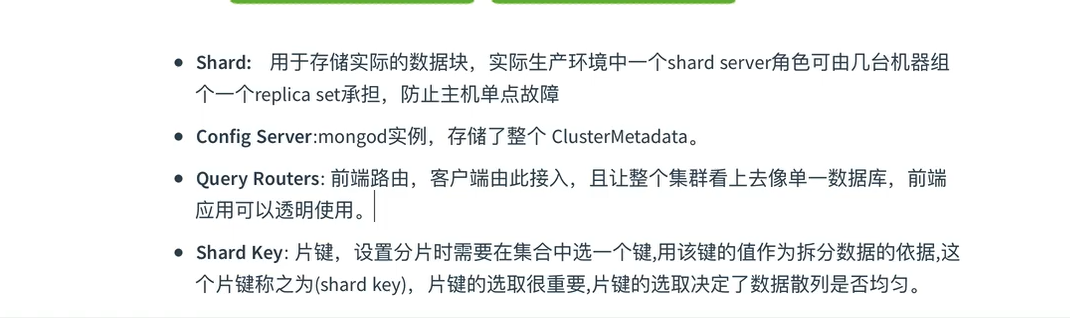 Shard: 用于存储实际的数据块，实际生产环境中一个shard server角色可由几台机器组
个一个replica set承担，防止主机单点故障
Config Server:mongod实例，存储了整个 ClusterMetadata。
Query Routers: 前端路由，客户端由此接入，且让整个集群看上去像单一数据库，前端
应用可以透明使用。
Shard Key: 片键，设置分片时需要在集合中选一个键,用该键的值作为拆分数据的依据,这
个片键称之为(shard key)，片键的选取很重要,片键的选取决定了数据散列是否均匀。